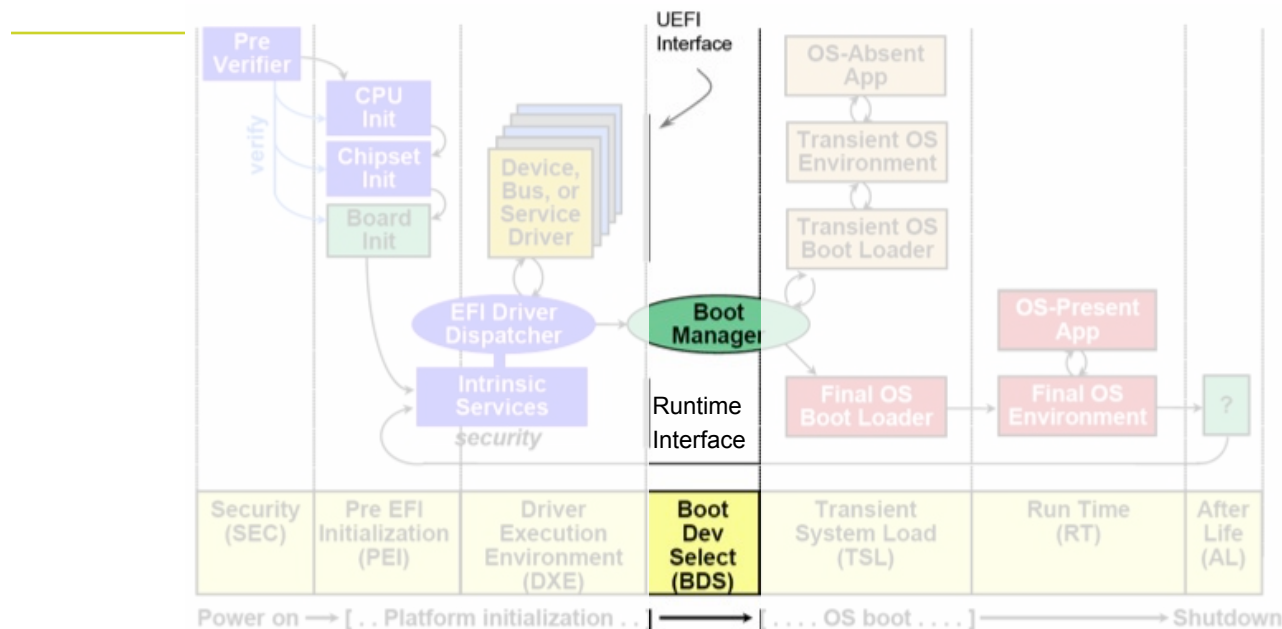 UEFI
Interface
Pre
Verifier
CPU
Init
verify
Chipset
Init
Board
Init
Device,
Bus, or
Service
Driver
OS-Absent
App
Transient OS
Environment
Transient OS
Boot Loader
EFI Driver
Dispatcher
Boot
Manager
OS-Present
App
Intrinsic
Services
security
Runtime
Interface
Final OS
Boot Loader
Final OS
Environment
?
Security
(SEC)
Pre EFI
Initialization
(PEI)
Driver
Execution
Environment
(DXE)
Boot
Dev
Select
(BDS)
Transient
System Load
(TSL)
Run Time
(RT)
After
Life
(AL)
Power on [ . . Platform initialization . . ] [ . . . . OS boot . . . . ] Shutdown